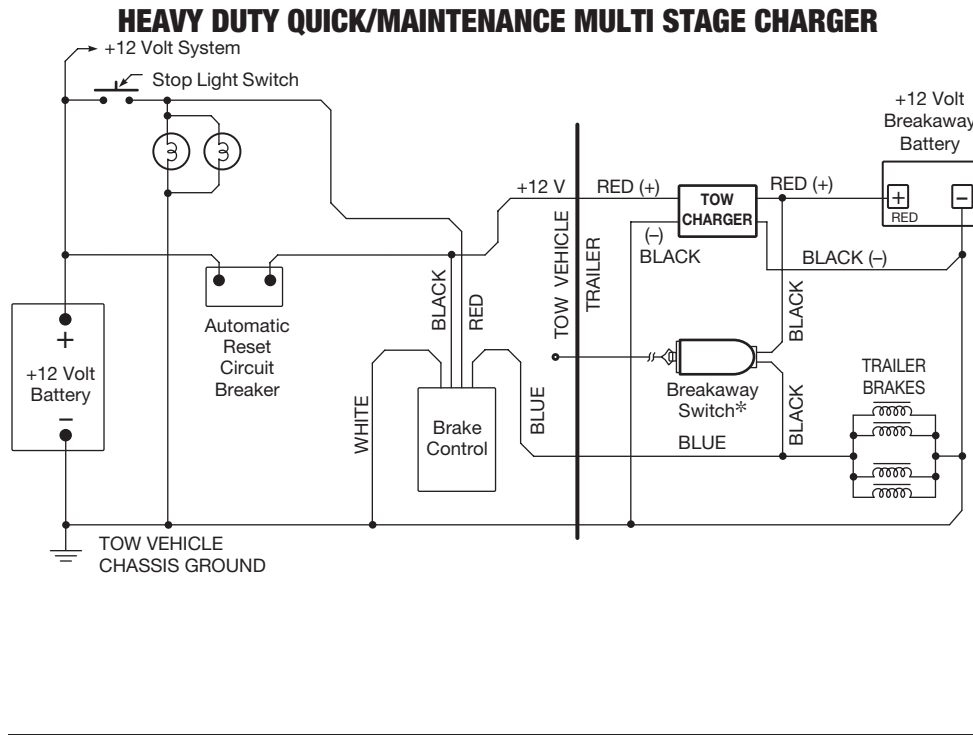 HEAVY DUTY QUICK/MAINTENANCE MULTI STAGE CHARGER
+12 Volt System
Stop Light Switch
+12 Volt
Breakaway
Battery
+12 V
RED (+)
TOW
CHARGER
RED (+)
+
−
RED
(–)
BLACK
BLACK (–)
BLACK
RED
TOW VEHICLE
TRAILER
BLACK
Automatic
Reset
Circuit
Breaker
+
+12 Volt
Battery
−
WHITE
Brake
Control
BLUE
Breakaway
Switch*
BLACK
BLUE
TRAILER
BRAKES
TOW VEHICLE
CHASSIS GROUND